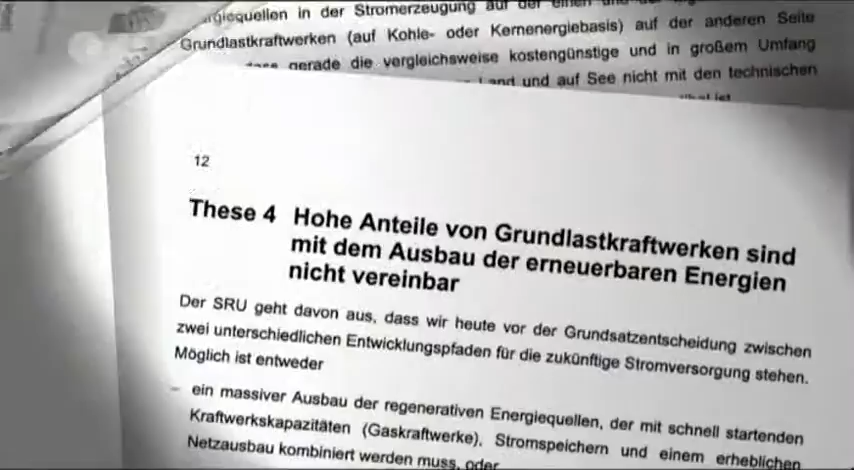 in der Stromerzeugung auf der einen
Grundlastkraftwerken (auf Kohle- oder Kernenergiebasis) auf der anderen Seite
gerade die vergleichsweise kostengünstige und in großem Umfang
Land und auf See nicht mit den technischen
12
These 4 Hohe Anteile von Grundlastkraftwerken sind
mit dem Ausbau der erneuerbaren Energien
nicht vereinbar
Der SRU geht davon aus, dass wir heute vor der Grundsatzentscheidung zwischen
zwei unterschiedlichen Entwicklungspfaden für die zukünftige Stromversorgung stehen.
Möglich ist entweder
– ein massiver Ausbau der regenerativen Energiequellen, der mit schnell startenden
Kraftwerkskapazitäten (Gaskraftwerke), Stromspeichern und einem erheblichen
Netzausbau kombiniert werden muss, oder